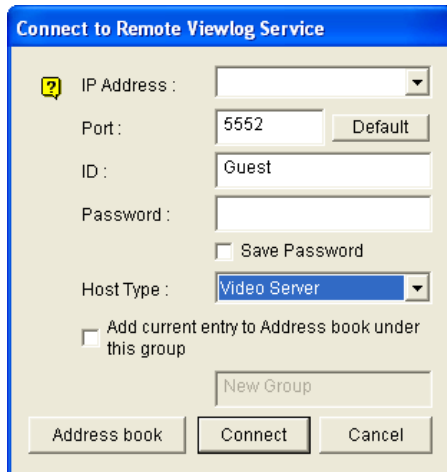 Connect to Remote Viewlog Service
IP Address :
Port : 5552 Default
ID : Guest
Password :
Save Password
Host Type : Video Server
Add current entry to Address book under
this group
New Group
Address book Connect Cancel